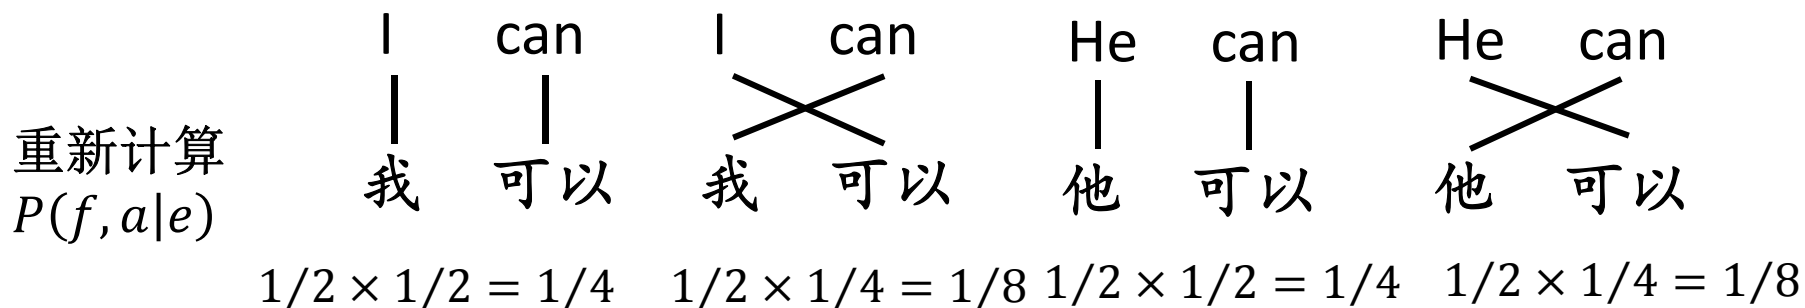 I can I can He can He can
重新计算
我 可以 我 可以 他 可以 他 可以
P(f, a|e)
1/2 × 1/2 = 1/4 1/2 × 1/4 = 1/8 1/2 × 1/2 = 1/4 1/2 × 1/4 = 1/8